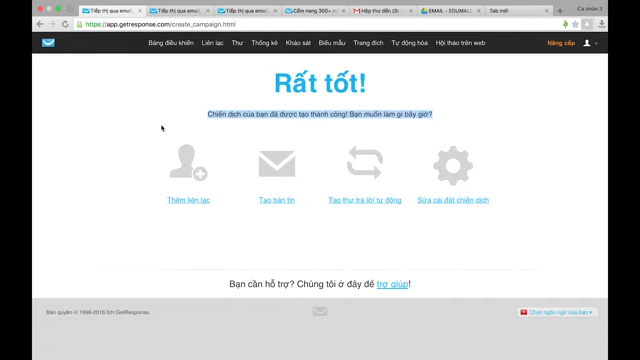 Tiếp thị qua email
Tiếp thị qua email
Tiếp thị qua email
Cẩm nang 300+
Hộp thư đến (3)
EMAIL - EDUMALL
Tab mới
Cá nhân 3
https://app.getresponse.com/create_campaign.html
Bảng điều khiển Liên lạc Thư Thống kê Khảo sát Biểu mẫu Trang đích Tự động hóa Hội thảo trên web Nâng cấp
Rất tốt!
Chiến dịch của bạn đã được tạo thành công! Bạn muốn làm gì bây giờ?
Thêm liên lạc Tạo bản tin Tạo thư trả lời tự động Sửa cài đặt chiến dịch
Bạn cần hỗ trợ? Chúng tôi ở đây để trợ giúp!
Bản quyền © 1998-2016 bởi GetResponse. Chọn ngôn ngữ của bạn